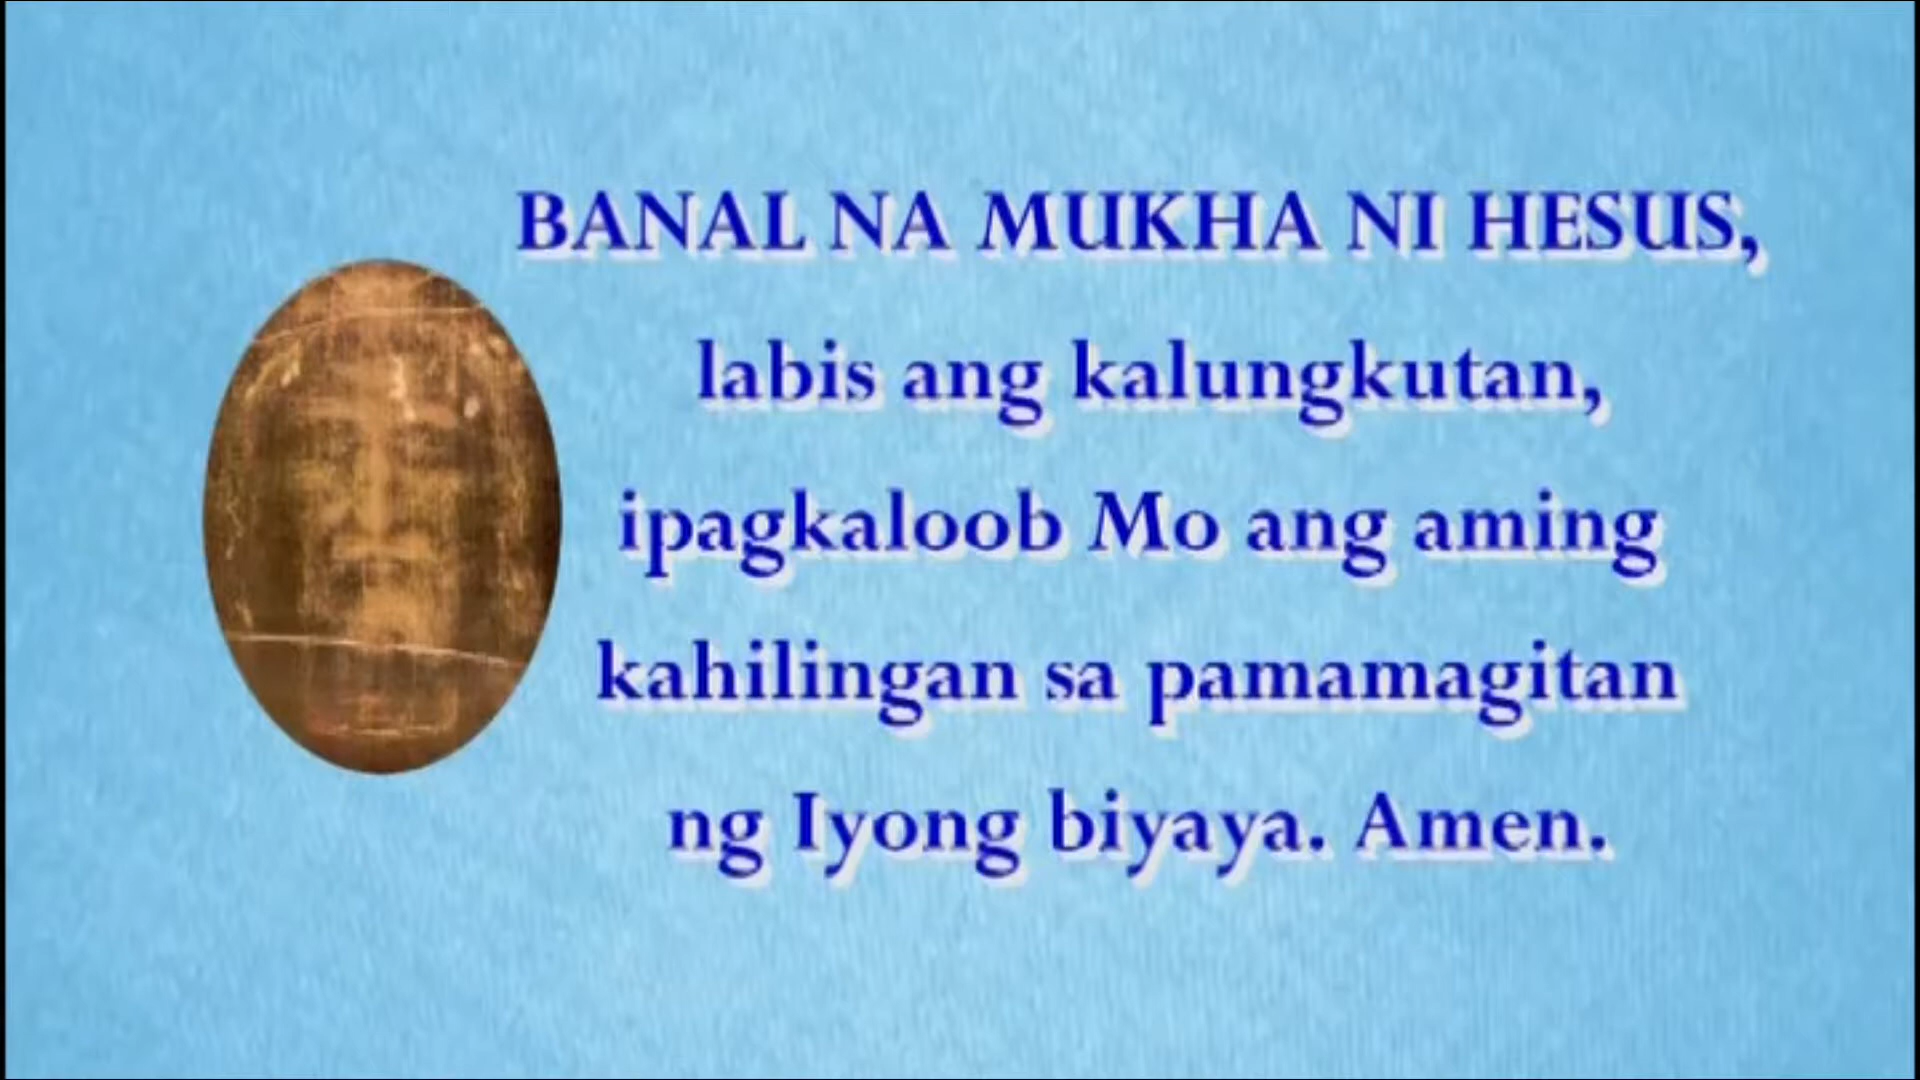 BANAL NA MUKHA NI HESUS,
labis ang kalungkutan,
ipagkaloob Mo ang aming
kahilingan sa pamamagitan
ng Iyong biyaya. Amen.